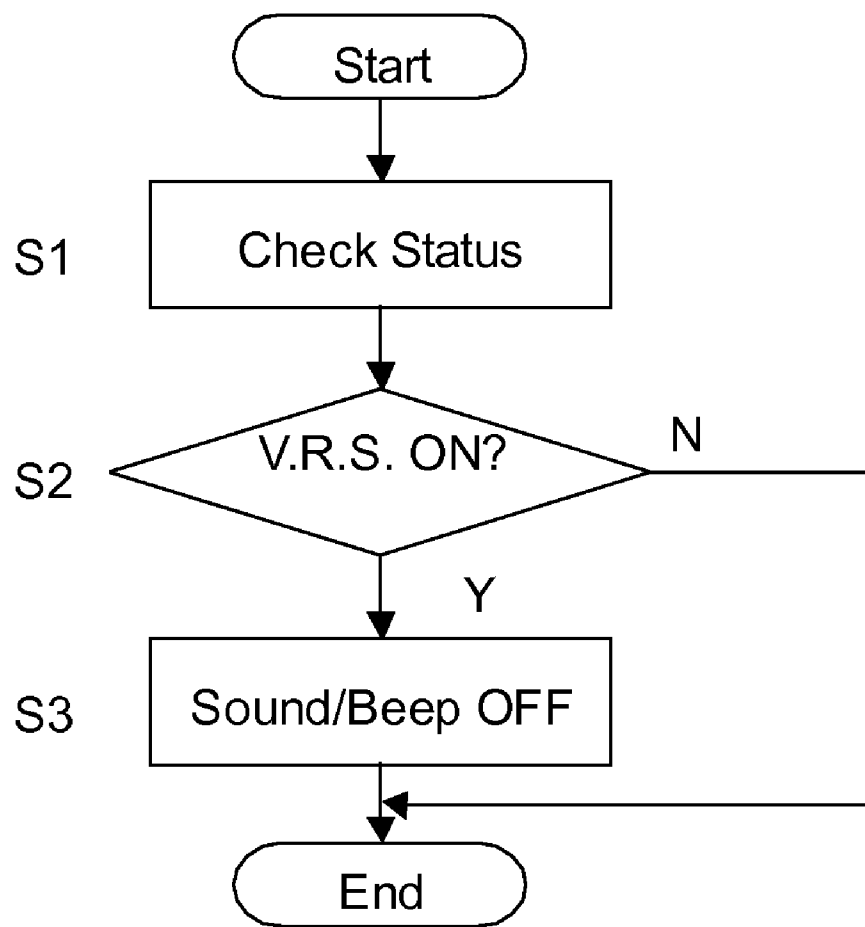 Start
S1
Check Status
S2
V.R.S. ON?
N
Y
S3
Sound/Beep OFF
End